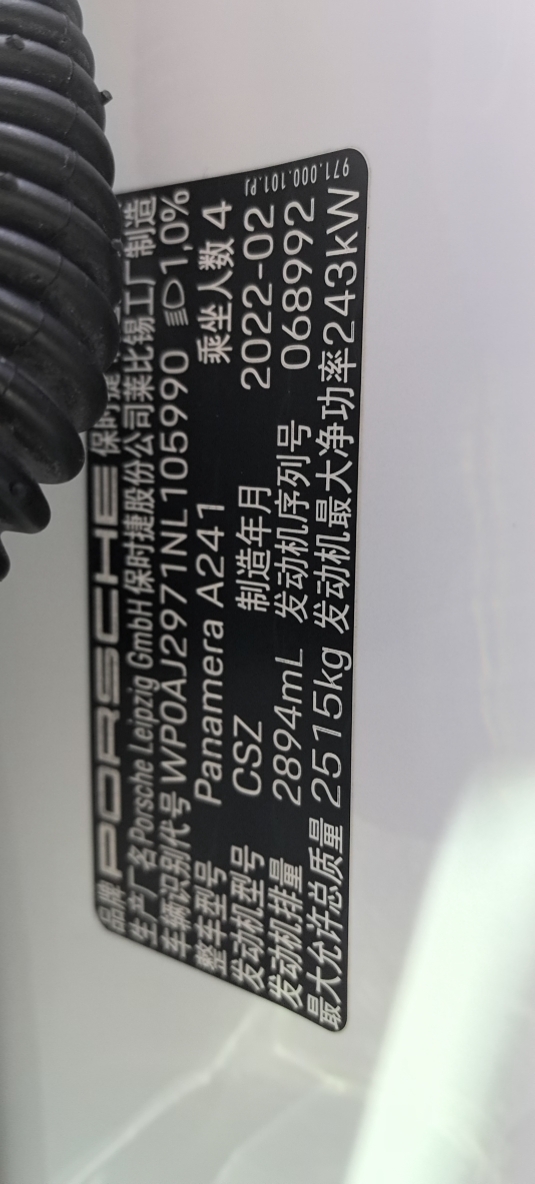 品牌 PORSCHE 保时捷
生产厂名 Porsche Leipzig GmbH 保时捷股份公司莱比锡工厂制造
车辆识别代号 WP0AJ2971NL105990 1,0%
整车型号 Panamera A241 乘坐人数 4
发动机型号 CSZ 制造年月 2022-02
发动机排量 2894mL 发动机序列号 068992
最大允许总质量 2515kg 发动机最大净功率 243kW
971.000.101.PJ